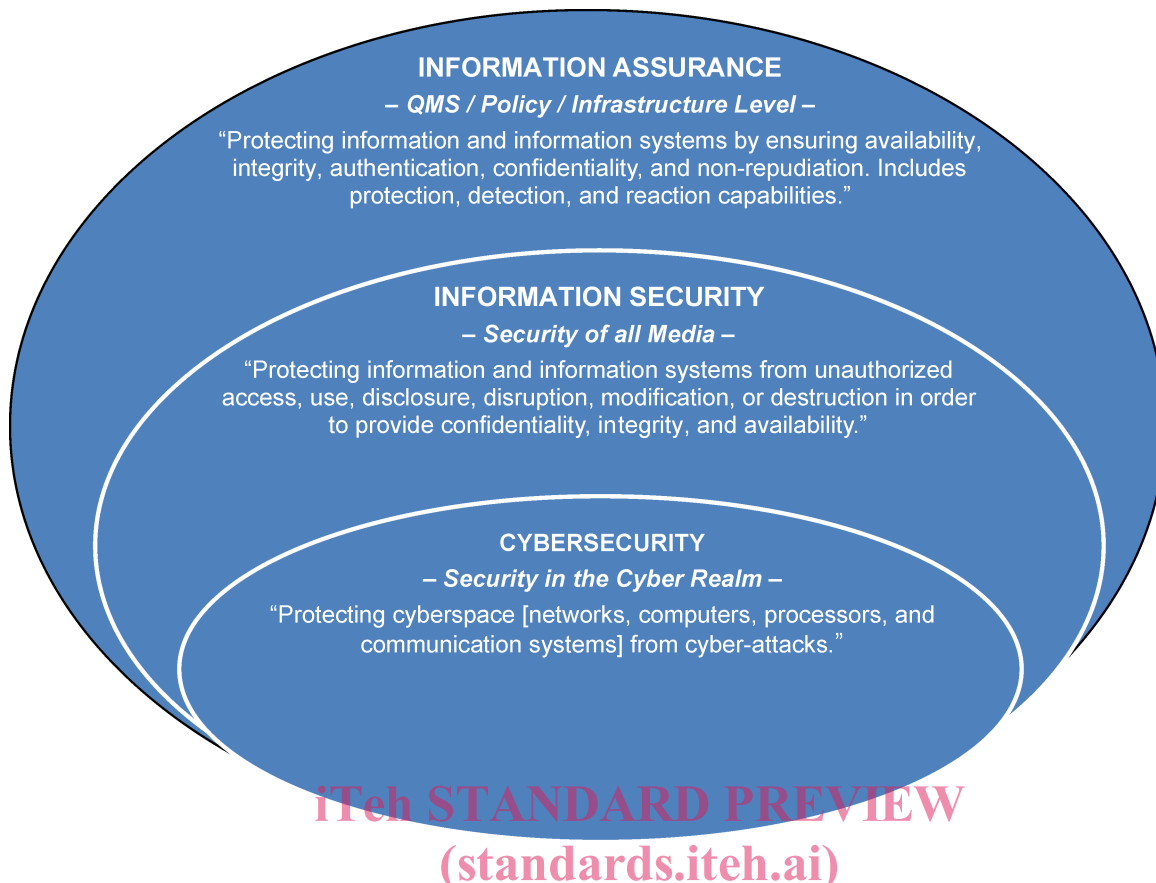 INFORMATION ASSURANCE
– QMS / Policy / Infrastructure Level –
“Protecting information and information systems by ensuring availability,
integrity, authentication, confidentiality, and non-repudiation. Includes
protection, detection, and reaction capabilities.”
INFORMATION SECURITY
– Security of all Media –
“Protecting information and information systems from unauthorized
access, use, disclosure, disruption, modification, or destruction in order
to provide confidentiality, integrity, and availability.”
CYBERSECURITY
– Security in the Cyber Realm –
“Protecting cyberspace [networks, computers, processors, and
communication systems] from cyber-attacks.”
iTeh STANDARD PREVIEW
(standards.iteh.ai)